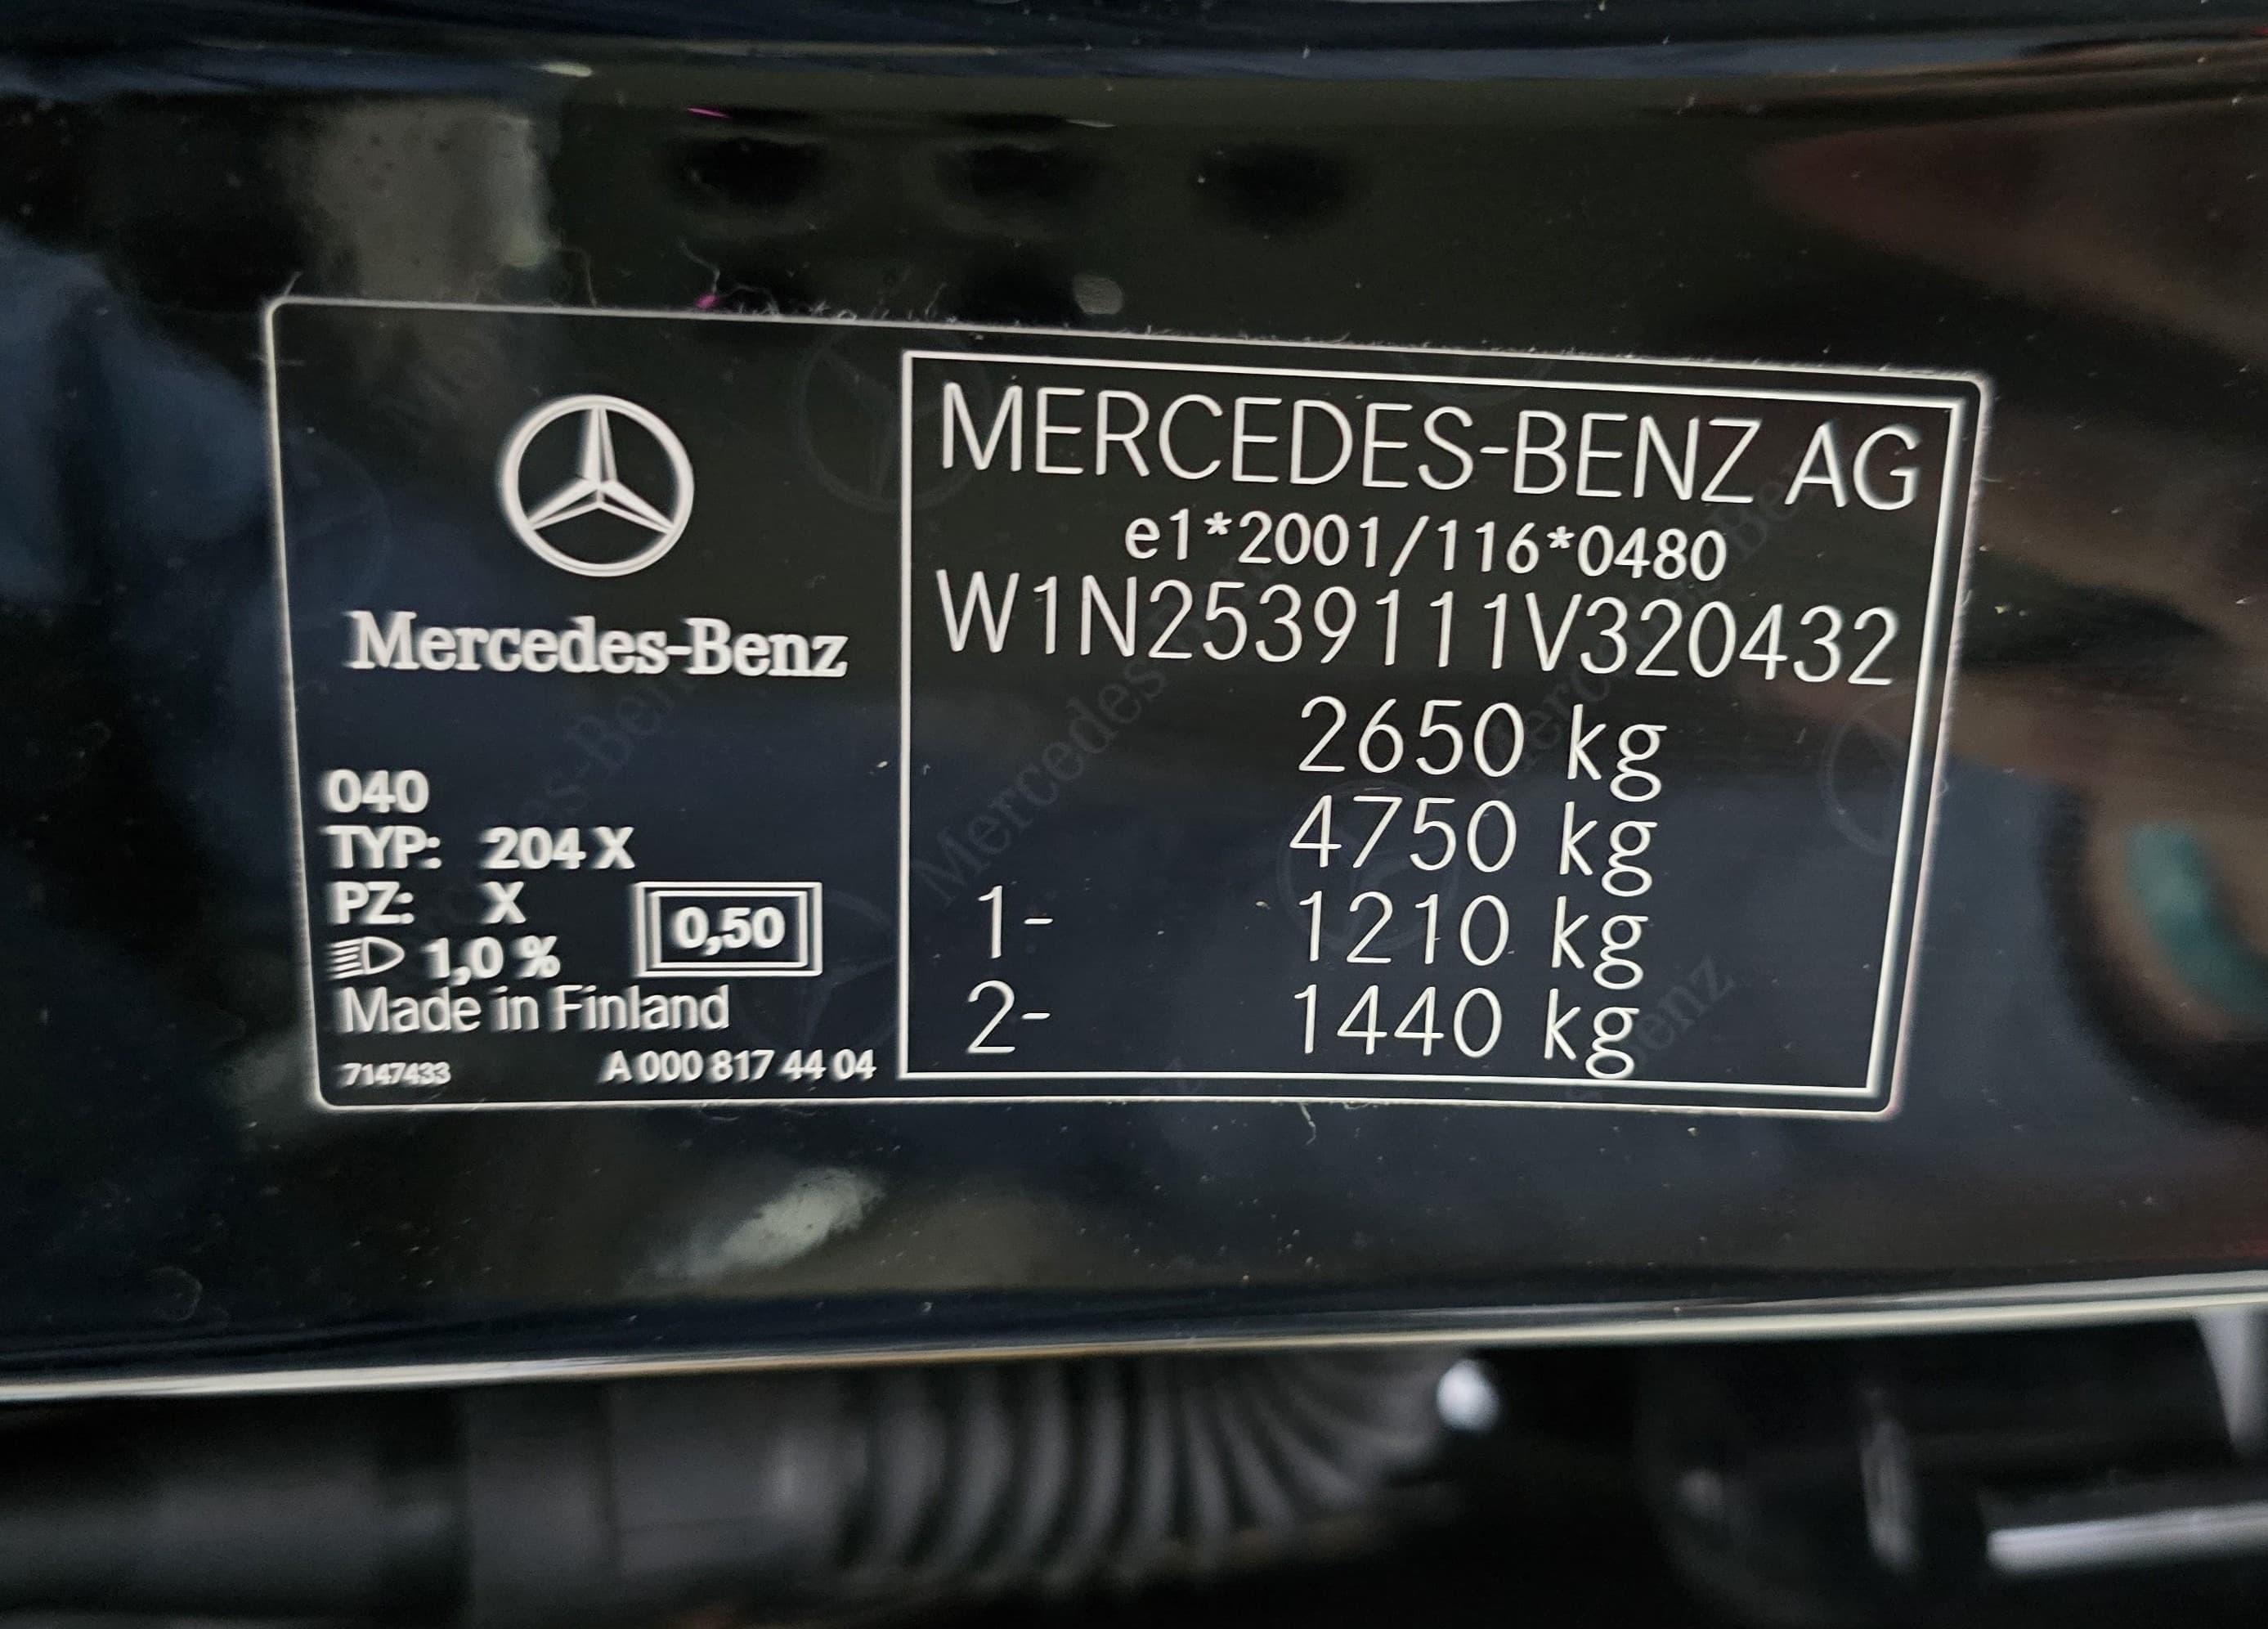 Mercedes-Benz
040
TYP: 204 X
PZ: X
0,50
1,0 %
Made in Finland
7147433 A 000 817 44 04
MERCEDES-BENZ AG
e1*2001/116*0480
W1N2539111V320432
2650 kg
4750 kg
1- 1210 kg
2- 1440 kg